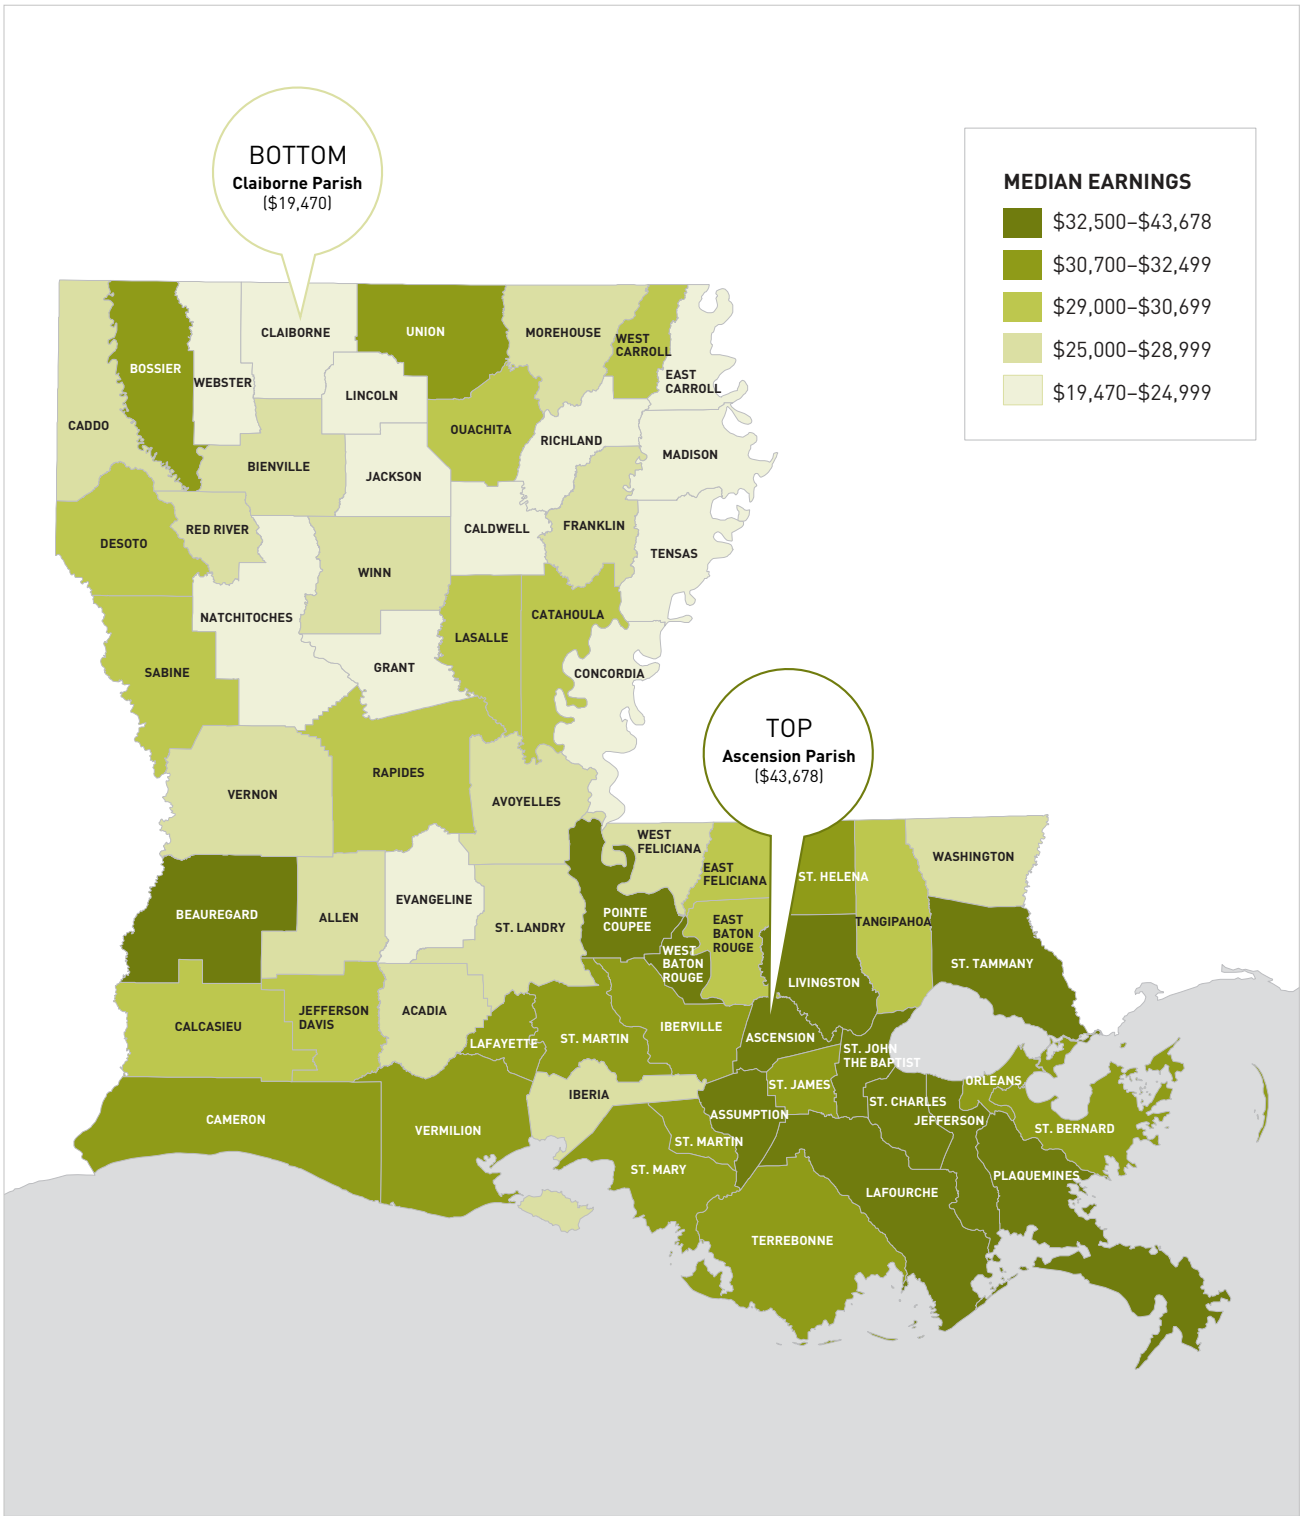 BOTTOM
Claiborne Parish
($19,470)
MEDIAN EARNINGS
$32,500–$43,678
$30,700–$32,499
$29,000–$30,699
$25,000–$28,999
$19,470–$24,999
CLAIBORNE
UNION
MOREHOUSE
WEST
CARROLL
BOSSIER
WEBSTER
EAST
CARROLL
LINCOLN
CADDO
OUACHITA
RICHLAND
MADISON
BIENVILLE
JACKSON
RED RIVER
CALDWELL
FRANKLIN
DESOTO
TENSAS
WINN
NATCHITOCHES
CATAHOULA
LASALLE
SABINE
GRANT
CONCORDIA
TOP
Ascension Parish
($43,678)
RAPIDES
VERNON
AVOYELLES
WEST
FELICIANA
WASHINGTON
EAST
FELICIANA
ST. HELENA
EVANGELINE
BEAUREGARD
ALLEN
POINTE
COUPEE
ST. LANDRY
EAST
BATON
ROUGE
TANGIPAHOA
WEST
BATON
ROUGE
ST. TAMMANY
LIVINGSTON
JEFFERSON
DAVIS
ACADIA
CALCASIEU
LAFAYETTE
ST. MARTIN
IBERVILLE
ASCENSION
ST. JOHN
THE BAPTIST
ST. JAMES
ORLEANS
IBERIA
ST. CHARLES
CAMERON
VERMILION
ASSUMPTION
JEFFERSON
ST. BERNARD
ST. MARTIN
ST. MARY
PLAQUEMINES
LAFOURCHE
TERREBONNE